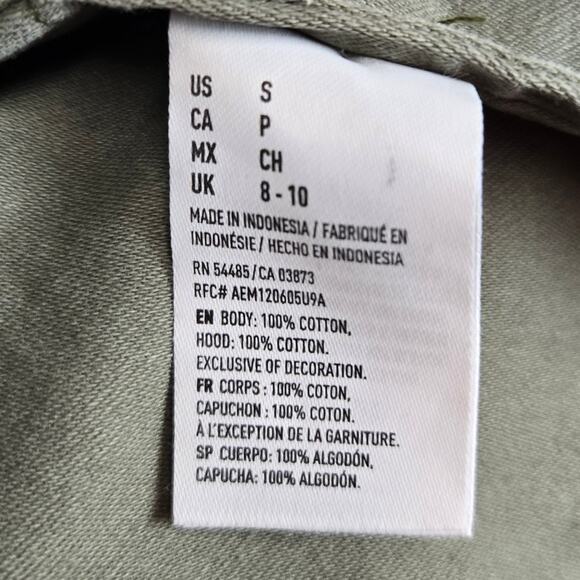 US S
CA P
MX CH
UK 8 - 10
MADE IN INDONESIA / FABRIQUÉ EN
INDONÉSIE / HECHO EN INDONESIA
RN 54485 / CA 03873
RFC# AEM120605U9A
EN BODY: 100% COTTON,
HOOD: 100% COTTON.
EXCLUSIVE OF DECORATION.
FR CORPS : 100% COTON,
CAPUCHON : 100% COTON.
À L'EXCEPTION DE LA GARNITURE.
SP CUERPO: 100% ALGODÓN,
CAPUCHA: 100% ALGODÓN.